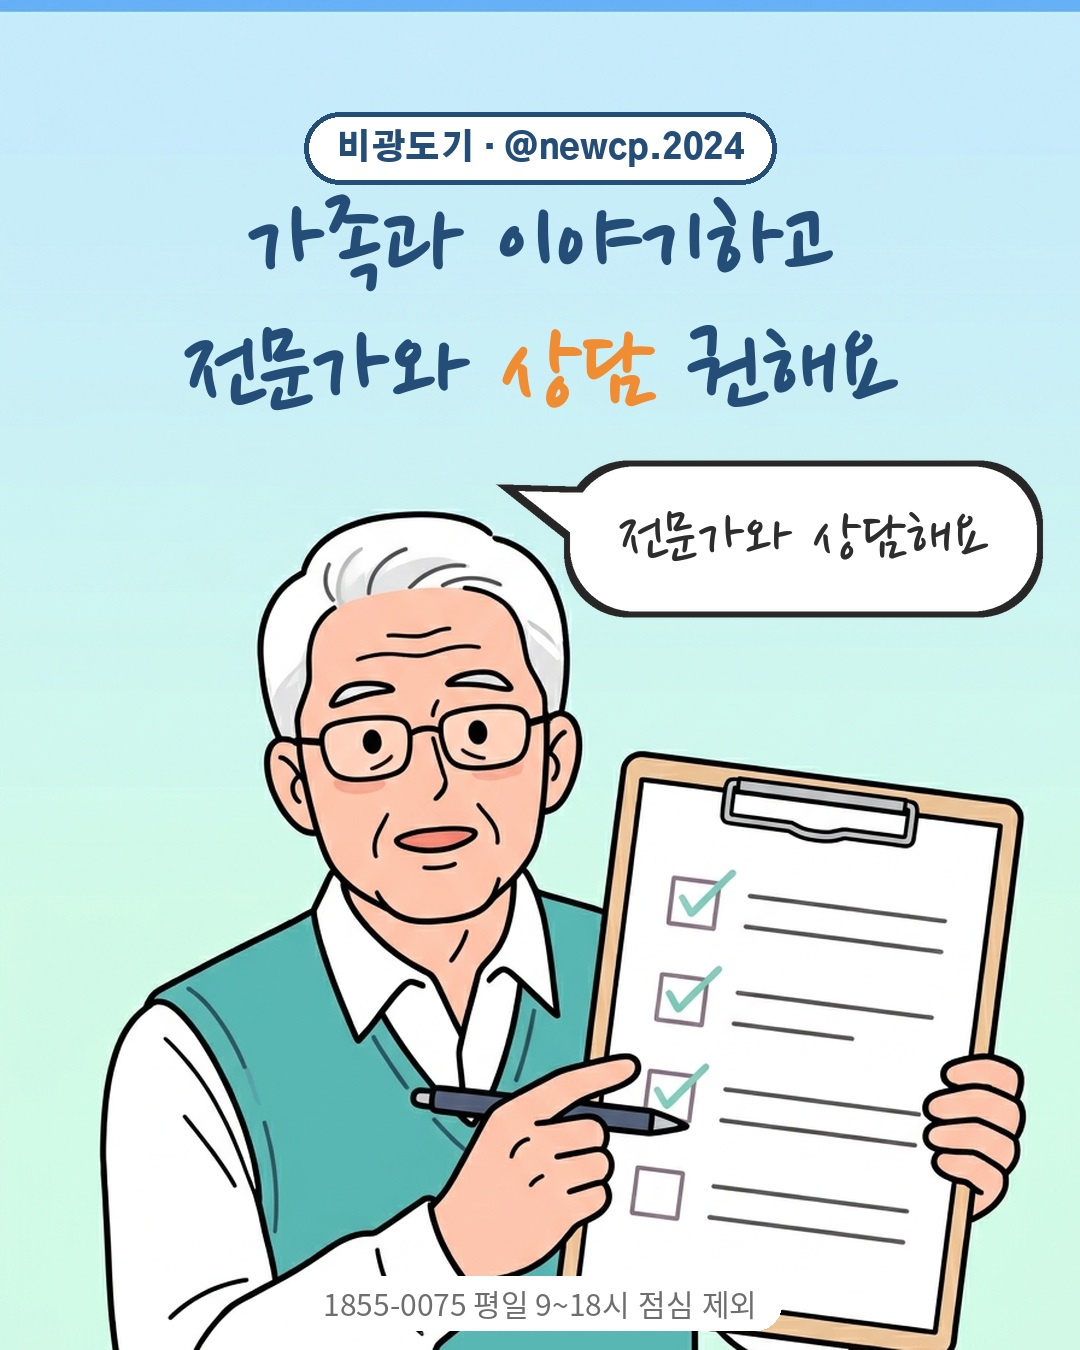 비광도기 · @newcp.2024
가족과 이야기하고
전문가와 상담 권해요
전문가와 상담해요
1855-0075 평일 9~18시 점심 제외